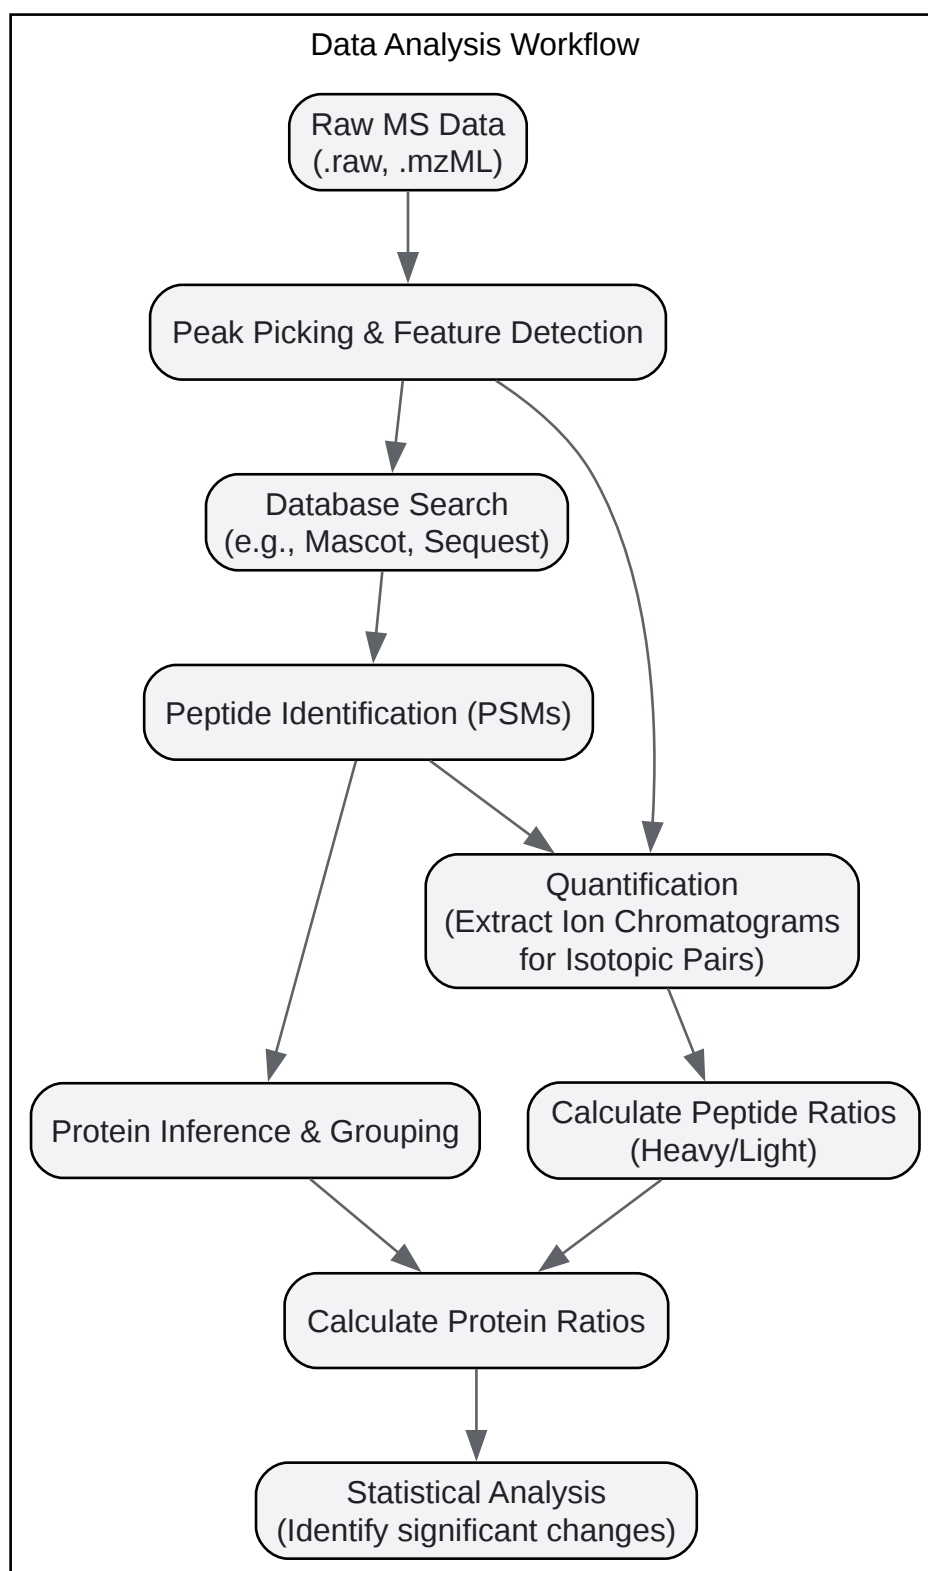 Data Analysis Workflow
Raw MS Data
(.raw, .mzML)
Peak Picking & Feature Detection
Database Search
(e.g., Mascot, Sequest)
Peptide Identification (PSMs)
Quantification
(Extract Ion Chromatograms
for Isotopic Pairs)
Protein Inference & Grouping
Calculate Peptide Ratios
(Heavy/Light)
Calculate Protein Ratios
Statistical Analysis
(Identify significant changes)